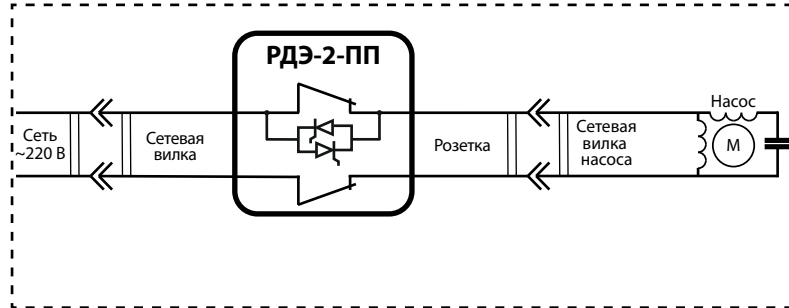 РДЭ-2-ПП
Насос
Сеть
~220 В
Сетевая
вилка
Розетка
Сетевая
вилка
насоса
М